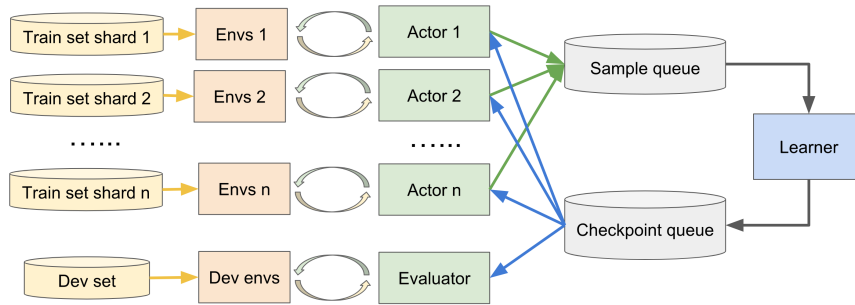 Train set shard 1
Envs 1
Actor 1
Sample queue
Train set shard 2
Envs 2
Actor 2
......
......
Learner
Train set shard n
Envs n
Actor n
Checkpoint queue
Dev set
Dev envs
Evaluator